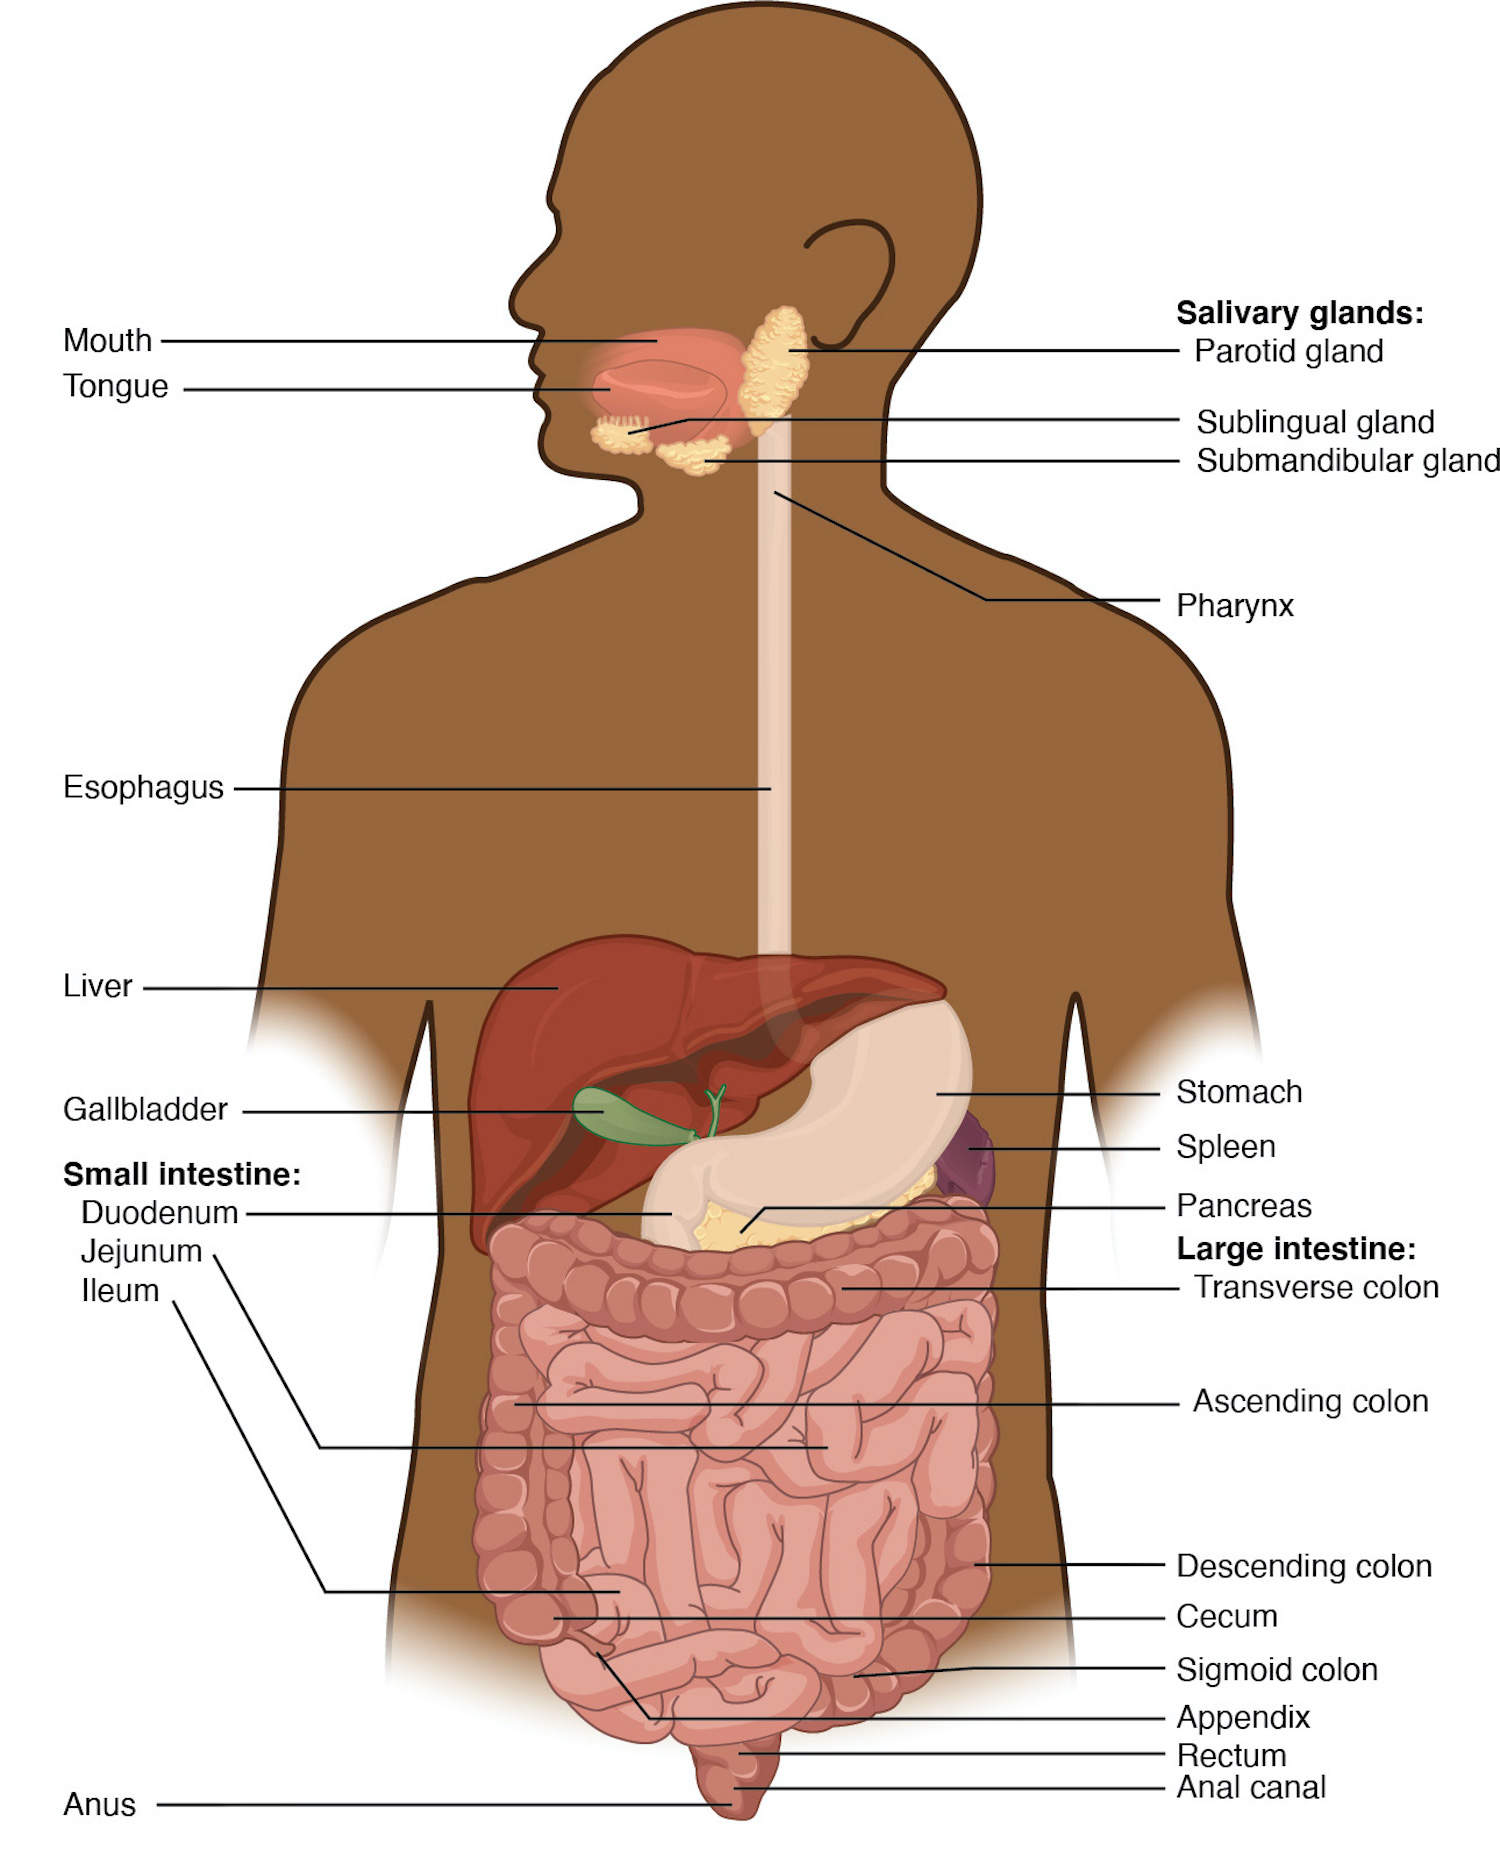 Mouth
Tongue
Esophagus
Liver
Gallbladder
Small intestine:
Duodenum
Jejunum
Ileum
Anus
Salivary glands:
Parotid gland
Sublingual gland
Submandibular gland
Pharynx
Stomach
Spleen
Pancreas
Large intestine:
Transverse colon
Ascending colon
Descending colon
Cecum
Sigmoid colon
Appendix
Rectum
Anal canal